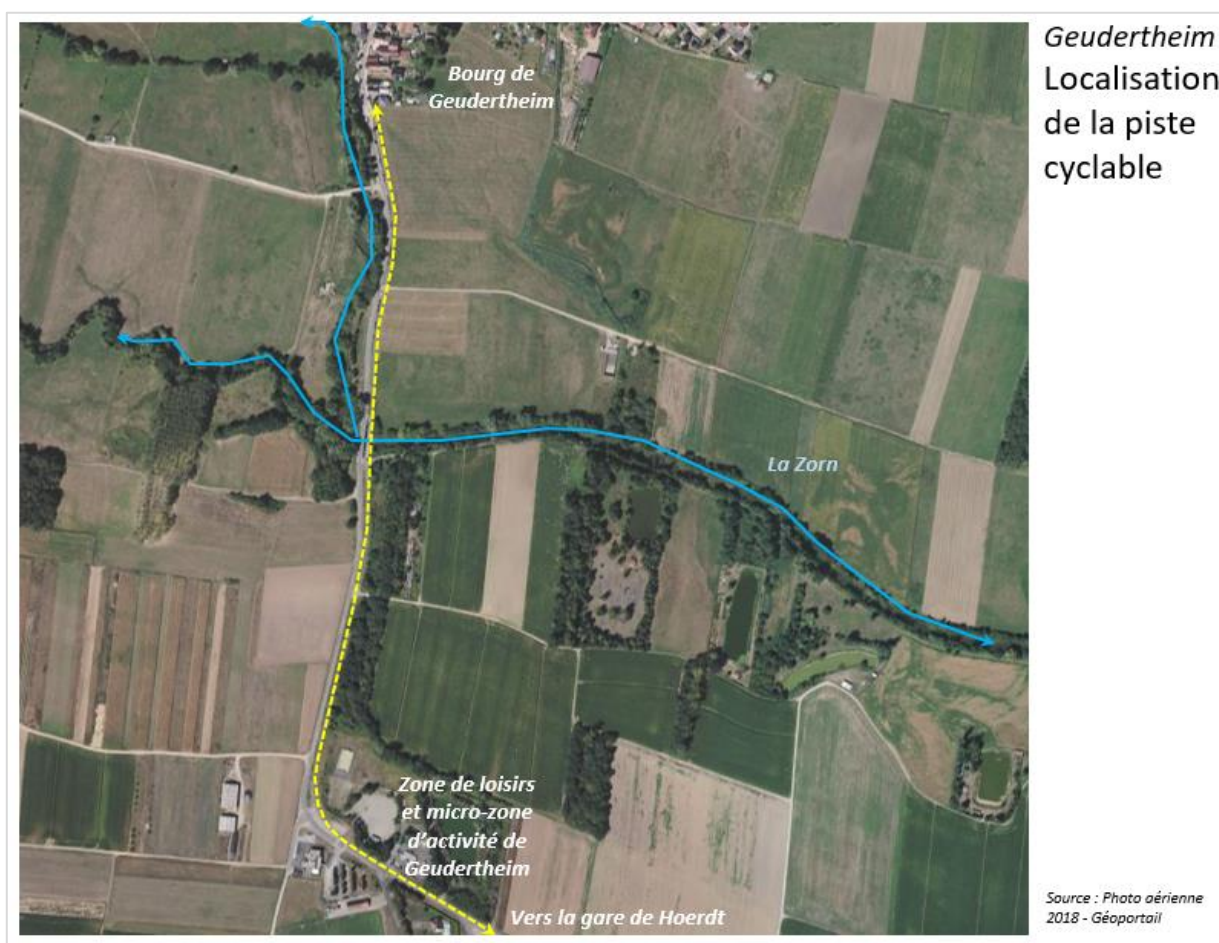 Geudertheim
Localisation
de la piste
cyclable
Bourg de
Geudertheim
La Zorn
Zone de loisirs
et micro-zone
d'activité de
Geudertheim
Vers la gare de Hoerdt
Source : Photo aérienne
2018 - Géoportail